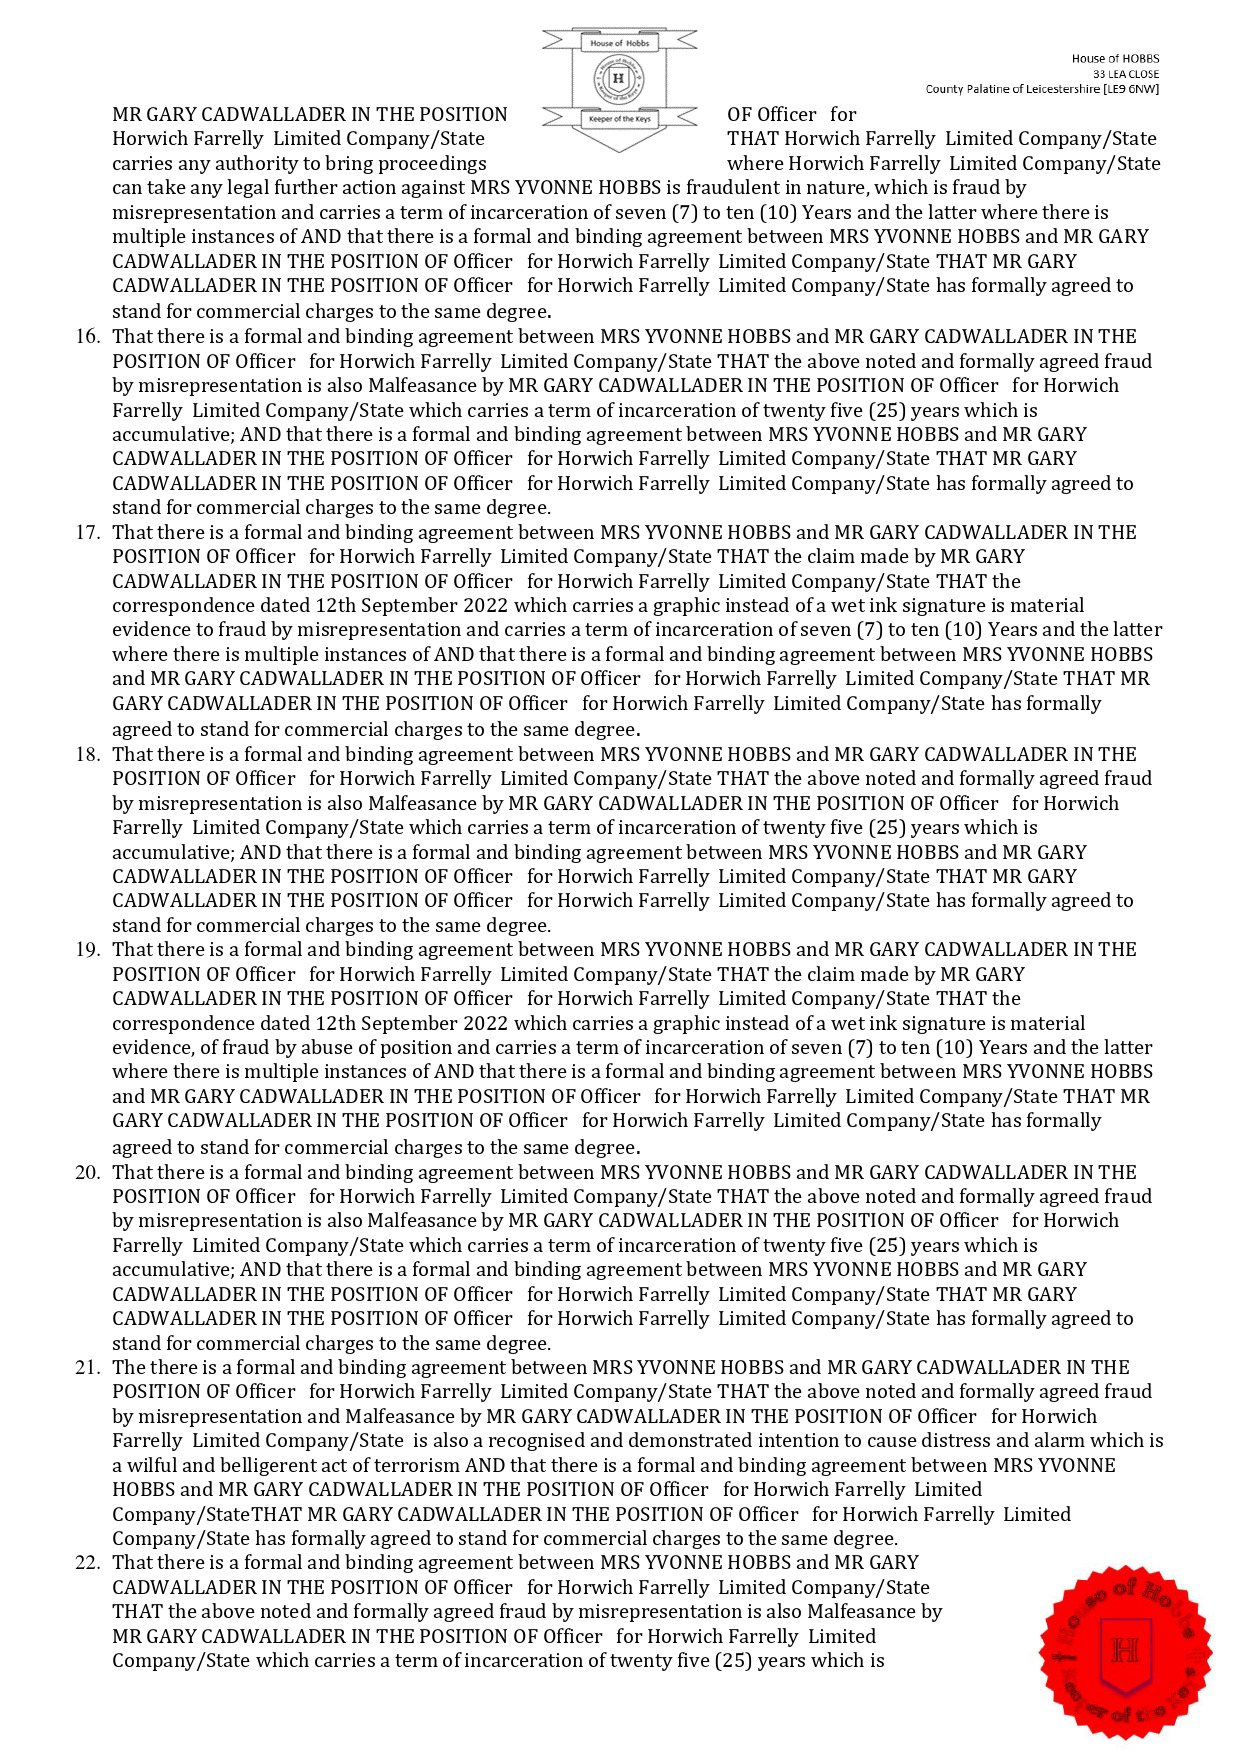 House of Hobbs
House of Hobbs
H
Keeper of the Keys
House of HOBBS
33 LEA CLOSE
County Palatine of Leicestershire [LE9 6NW]
MR GARY CADWALLADER IN THE POSITION OF Officer for
Horwich Farrelly Limited Company/State THAT Horwich Farrelly Limited Company/State
carries any authority to bring proceedings where Horwich Farrelly Limited Company/State
can take any legal further action against MRS YVONNE HOBBS is fraudulent in nature, which is fraud by
misrepresentation and carries a term of incarceration of seven (7) to ten (10) Years and the latter where there is
multiple instances of AND that there is a formal and binding agreement between MRS YVONNE HOBBS and MR GARY
CADWALLADER IN THE POSITION OF Officer for Horwich Farrelly Limited Company/State THAT MR GARY
CADWALLADER IN THE POSITION OF Officer for Horwich Farrelly Limited Company/State has formally agreed to
stand for commercial charges to the same degree.
16. That there is a formal and binding agreement between MRS YVONNE HOBBS and MR GARY CADWALLADER IN THE
POSITION OF Officer for Horwich Farrelly Limited Company/State THAT the above noted and formally agreed fraud
by misrepresentation is also Malfeasance by MR GARY CADWALLADER IN THE POSITION OF Officer for Horwich
Farrelly Limited Company/State which carries a term of incarceration of twenty five (25) years which is
accumulative; AND that there is a formal and binding agreement between MRS YVONNE HOBBS and MR GARY
CADWALLADER IN THE POSITION OF Officer for Horwich Farrelly Limited Company/State THAT MR GARY
CADWALLADER IN THE POSITION OF Officer for Horwich Farrelly Limited Company/State has formally agreed to
stand for commercial charges to the same degree.
17. That there is a formal and binding agreement between MRS YVONNE HOBBS and MR GARY CADWALLADER IN THE
POSITION OF Officer for Horwich Farrelly Limited Company/State THAT the claim made by MR GARY
CADWALLADER IN THE POSITION OF Officer for Horwich Farrelly Limited Company/State THAT the
correspondence dated 12th September 2022 which carries a graphic instead of a wet ink signature is material
evidence to fraud by misrepresentation and carries a term of incarceration of seven (7) to ten (10) Years and the latter
where there is multiple instances of AND that there is a formal and binding agreement between MRS YVONNE HOBBS
and MR GARY CADWALLADER IN THE POSITION OF Officer for Horwich Farrelly Limited Company/State THAT MR
GARY CADWALLADER IN THE POSITION OF Officer for Horwich Farrelly Limited Company/State has formally
agreed to stand for commercial charges to the same degree.
18. That there is a formal and binding agreement between MRS YVONNE HOBBS and MR GARY CADWALLADER IN THE
POSITION OF Officer for Horwich Farrelly Limited Company/State THAT the above noted and formally agreed fraud
by misrepresentation is also Malfeasance by MR GARY CADWALLADER IN THE POSITION OF Officer for Horwich
Farrelly Limited Company/State which carries a term of incarceration of twenty five (25) years which is
accumulative; AND that there is a formal and binding agreement between MRS YVONNE HOBBS and MR GARY
CADWALLADER IN THE POSITION OF Officer for Horwich Farrelly Limited Company/State THAT MR GARY
CADWALLADER IN THE POSITION OF Officer for Horwich Farrelly Limited Company/State has formally agreed to
stand for commercial charges to the same degree.
19. That there is a formal and binding agreement between MRS YVONNE HOBBS and MR GARY CADWALLADER IN THE
POSITION OF Officer for Horwich Farrelly Limited Company/State THAT the claim made by MR GARY
CADWALLADER IN THE POSITION OF Officer for Horwich Farrelly Limited Company/State THAT the
correspondence dated 12th September 2022 which carries a graphic instead of a wet ink signature is material
evidence, of fraud by abuse of position and carries a term of incarceration of seven (7) to ten (10) Years and the latter
where there is multiple instances of AND that there is a formal and binding agreement between MRS YVONNE HOBBS
and MR GARY CADWALLADER IN THE POSITION OF Officer for Horwich Farrelly Limited Company/State THAT MR
GARY CADWALLADER IN THE POSITION OF Officer for Horwich Farrelly Limited Company/State has formally
agreed to stand for commercial charges to the same degree.
20. That there is a formal and binding agreement between MRS YVONNE HOBBS and MR GARY CADWALLADER IN THE
POSITION OF Officer for Horwich Farrelly Limited Company/State THAT the above noted and formally agreed fraud
by misrepresentation is also Malfeasance by MR GARY CADWALLADER IN THE POSITION OF Officer for Horwich
Farrelly Limited Company/State which carries a term of incarceration of twenty five (25) years which is
accumulative; AND that there is a formal and binding agreement between MRS YVONNE HOBBS and MR GARY
CADWALLADER IN THE POSITION OF Officer for Horwich Farrelly Limited Company/State THAT MR GARY
CADWALLADER IN THE POSITION OF Officer for Horwich Farrelly Limited Company/State has formally agreed to
stand for commercial charges to the same degree.
21. The there is a formal and binding agreement between MRS YVONNE HOBBS and MR GARY CADWALLADER IN THE
POSITION OF Officer for Horwich Farrelly Limited Company/State THAT the above noted and formally agreed fraud
by misrepresentation and Malfeasance by MR GARY CADWALLADER IN THE POSITION OF Officer for Horwich
Farrelly Limited Company/State is also a recognised and demonstrated intention to cause distress and alarm which is
a wilful and belligerent act of terrorism AND that there is a formal and binding agreement between MRS YVONNE
HOBBS and MR GARY CADWALLADER IN THE POSITION OF Officer for Horwich Farrelly Limited
Company/StateTHAT MR GARY CADWALLADER IN THE POSITION OF Officer for Horwich Farrelly Limited
Company/State has formally agreed to stand for commercial charges to the same degree.
22. That there is a formal and binding agreement between MRS YVONNE HOBBS and MR GARY
CADWALLADER IN THE POSITION OF Officer for Horwich Farrelly Limited Company/State
THAT the above noted and formally agreed fraud by misrepresentation is also Malfeasance by
MR GARY CADWALLADER IN THE POSITION OF Officer for Horwich Farrelly Limited
Company/State which carries a term of incarceration of twenty five (25) years which is
House of Hobbs
H
Keeper of the Keys